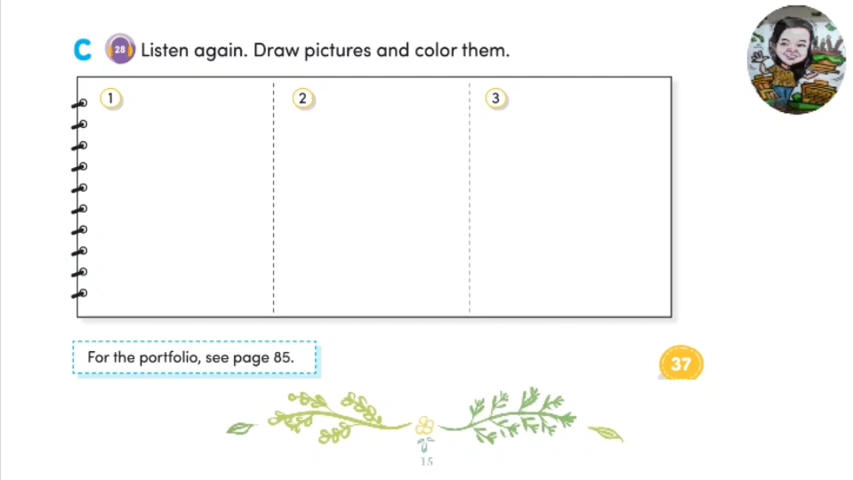 C 28 Listen again. Draw pictures and color them.
1 2 3
For the portfolio, see page 85.
37
15